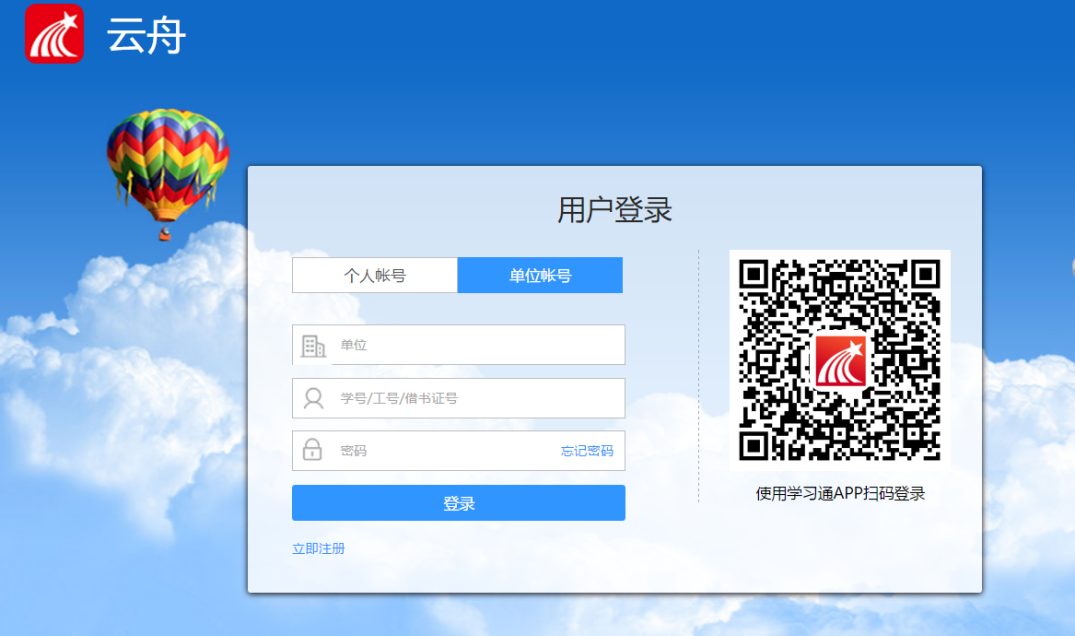 云舟
用户登录
个人帐号
单位帐号
单位
学号/工号/借书证号
密码
忘记密码
登录
立即注册
使用学习通APP扫码登录